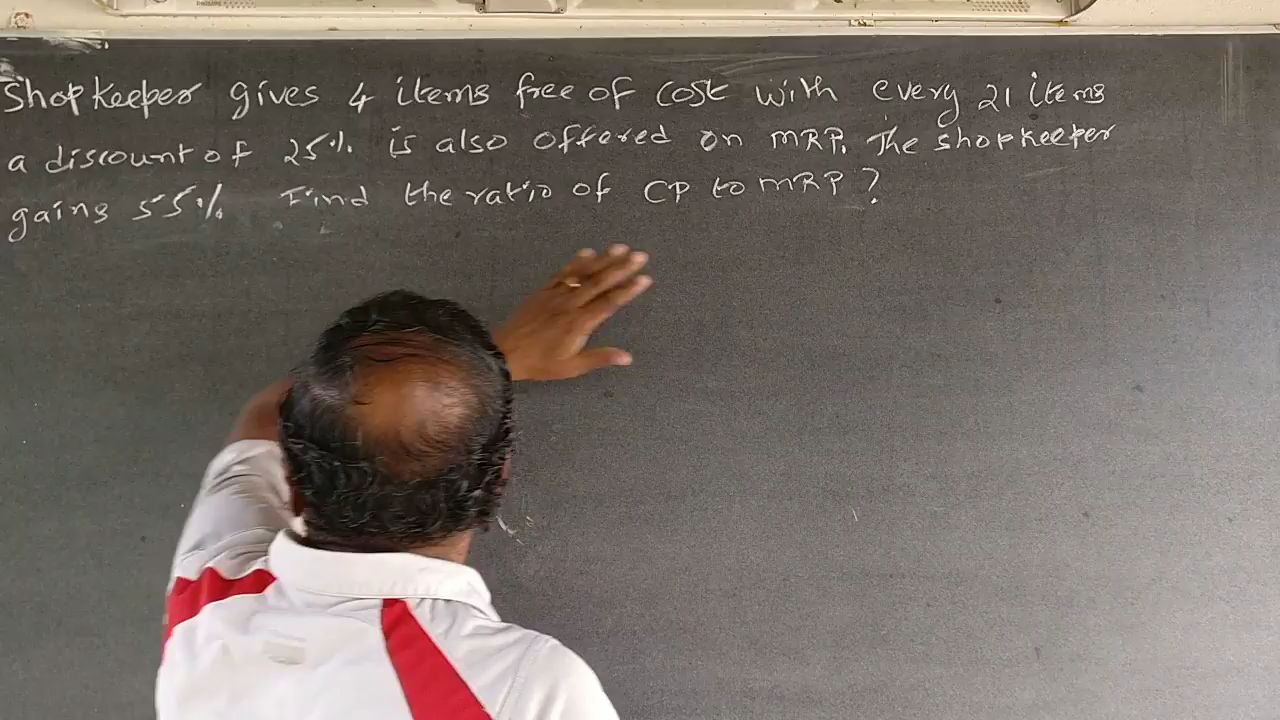 PHILIPS
Shopkeeper gives 4 items free of cost with every 21 items
a discount of 25% is also offered on MRP. The shopkeeper
gains 55% Find the ratio of CP to MRP?